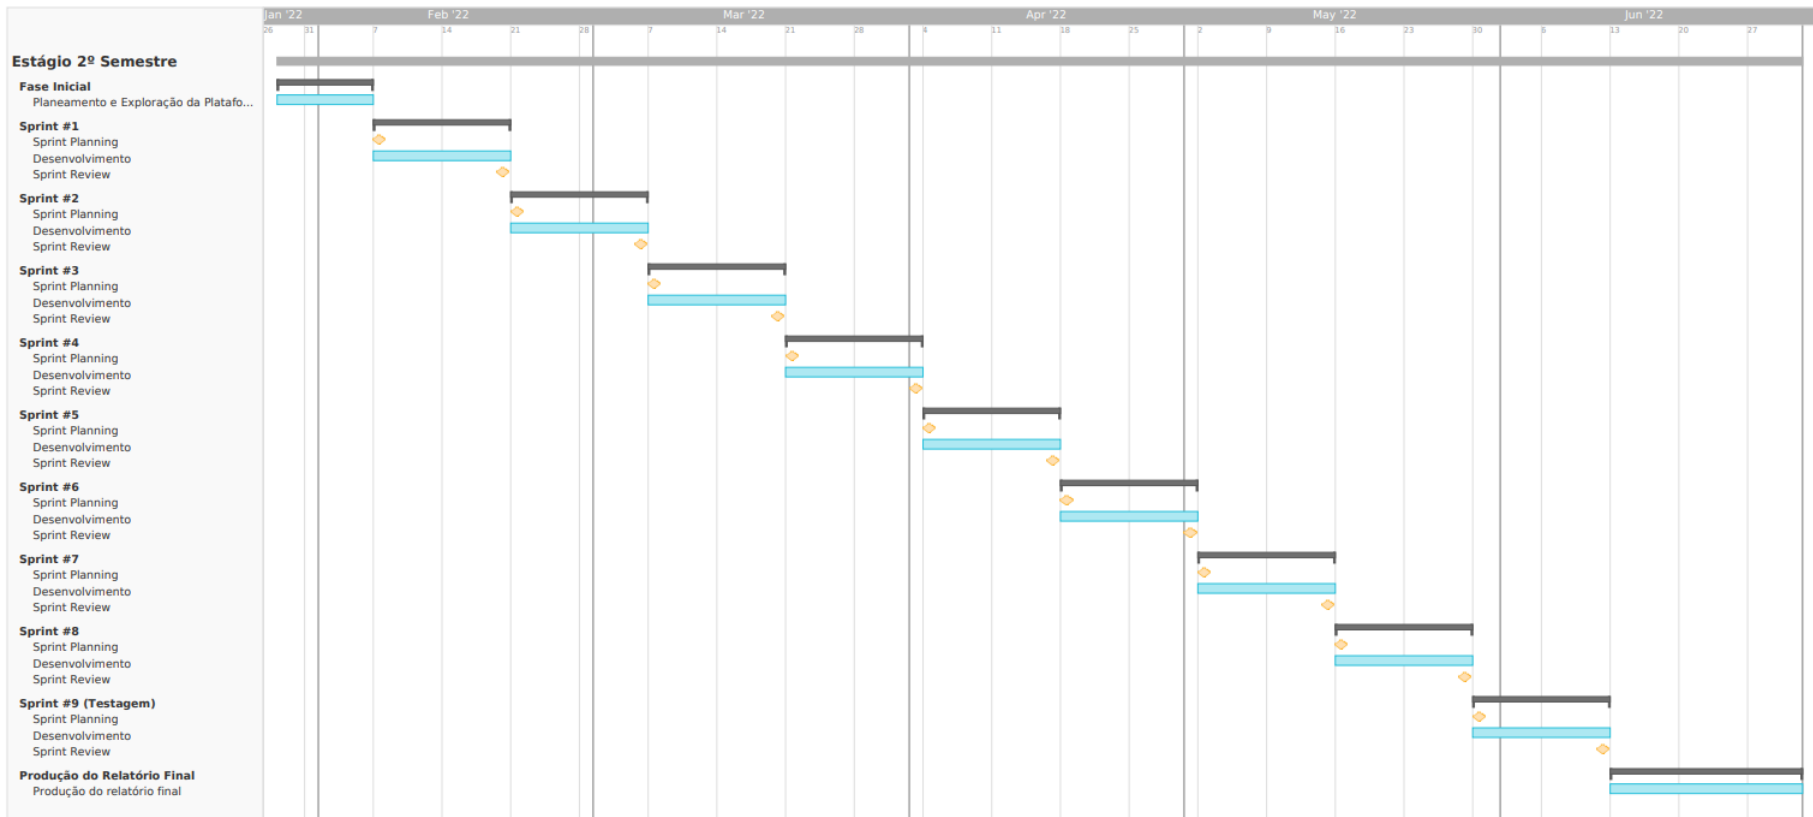 Jan '22 Feb '22 Mar '22 Apr '22 May '22 Jun '22
26 31 7 14 21 28 7 14 21 28 4 11 18 25 2 9 16 23 30 6 13 20 27
Estágio 2º Semestre
Fase Inicial
Planeamento e Exploração da Platafo...
Sprint #1
Sprint Planning
Desenvolvimento
Sprint Review
Sprint #2
Sprint Planning
Desenvolvimento
Sprint Review
Sprint #3
Sprint Planning
Desenvolvimento
Sprint Review
Sprint #4
Sprint Planning
Desenvolvimento
Sprint Review
Sprint #5
Sprint Planning
Desenvolvimento
Sprint Review
Sprint #6
Sprint Planning
Desenvolvimento
Sprint Review
Sprint #7
Sprint Planning
Desenvolvimento
Sprint Review
Sprint #8
Sprint Planning
Desenvolvimento
Sprint Review
Sprint #9 (Testagem)
Sprint Planning
Desenvolvimento
Sprint Review
Produção do Relatório Final
Produção do relatório final